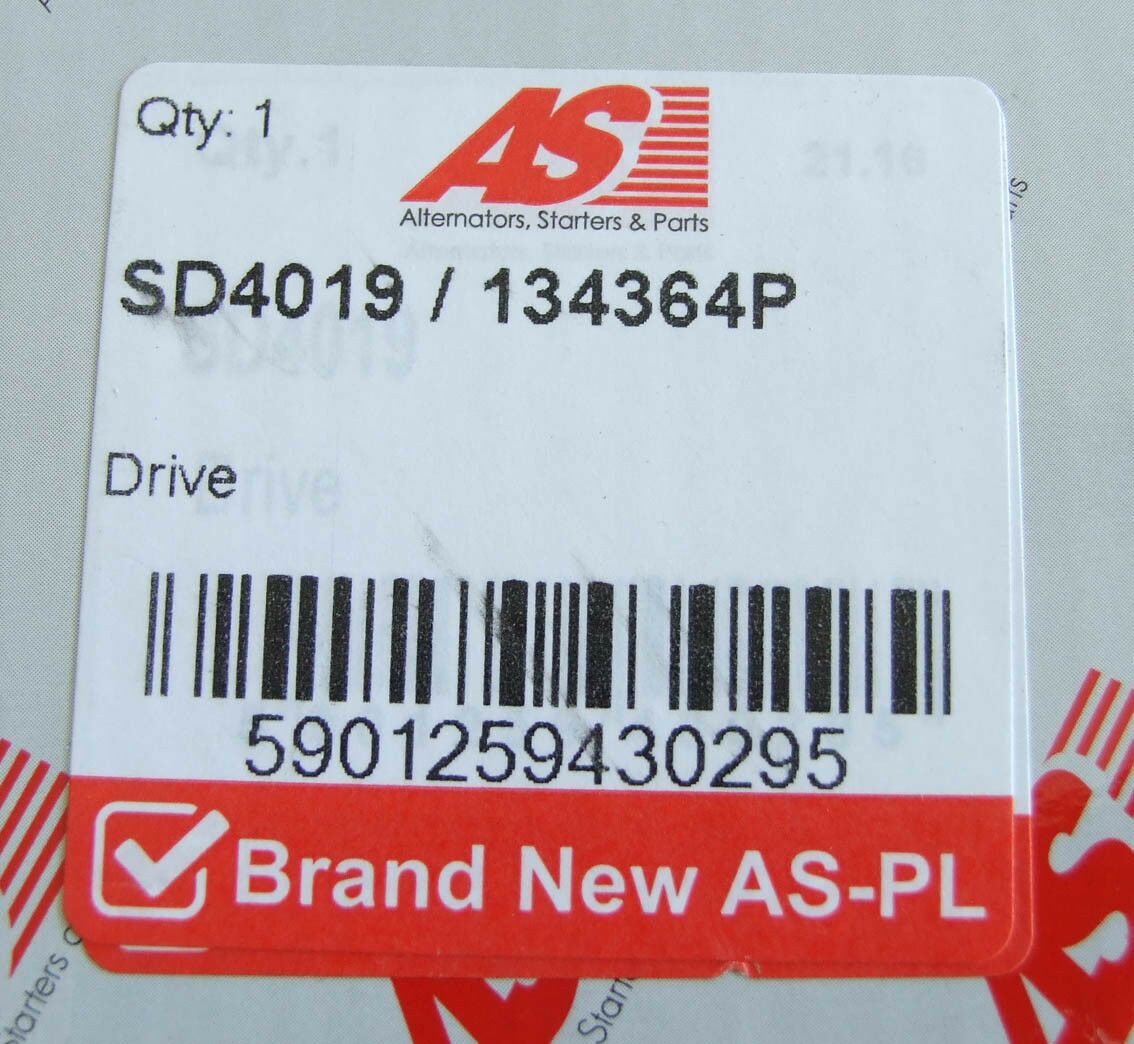 Qty: 1
AS
Alternators, Starters & Parts
SD4019 / 134364P
Drive
5901259430295
Brand New AS-PL